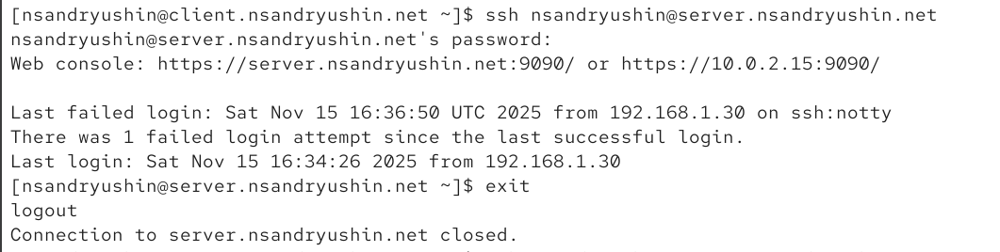 [nsandryushin@client.nsandryushin.net ~]$ ssh nsandryushin@server.nsandryushin.net
nsandryushin@server.nsandryushin.net's password:
Web console: https://server.nsandryushin.net:9090/ or https://10.0.2.15:9090/
Last failed login: Sat Nov 15 16:36:50 UTC 2025 from 192.168.1.30 on ssh:notty
There was 1 failed login attempt since the last successful login.
Last login: Sat Nov 15 16:34:26 2025 from 192.168.1.30
[nsandryushin@server.nsandryushin.net ~]$ exit
logout
Connection to server.nsandryushin.net closed.